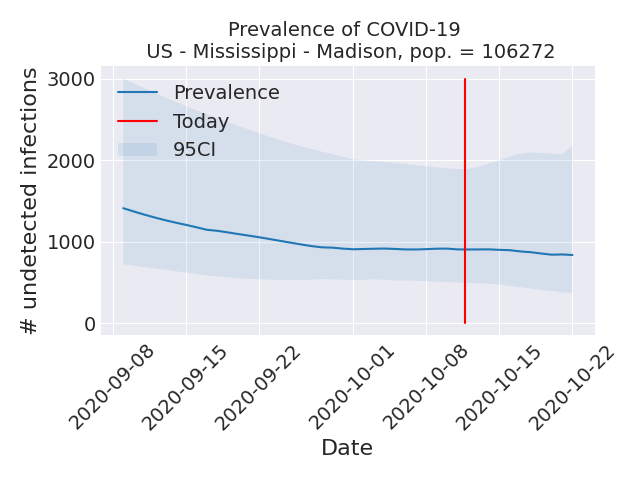 Prevalence of COVID-19
US - Mississippi - Madison, pop. = 106272
# undetected infections
3000
2000
1000
0
Prevalence
Today
95CI
2020-09-08
2020-09-15
2020-09-22
2020-10-01
2020-10-08
2020-10-15
2020-10-22
Date